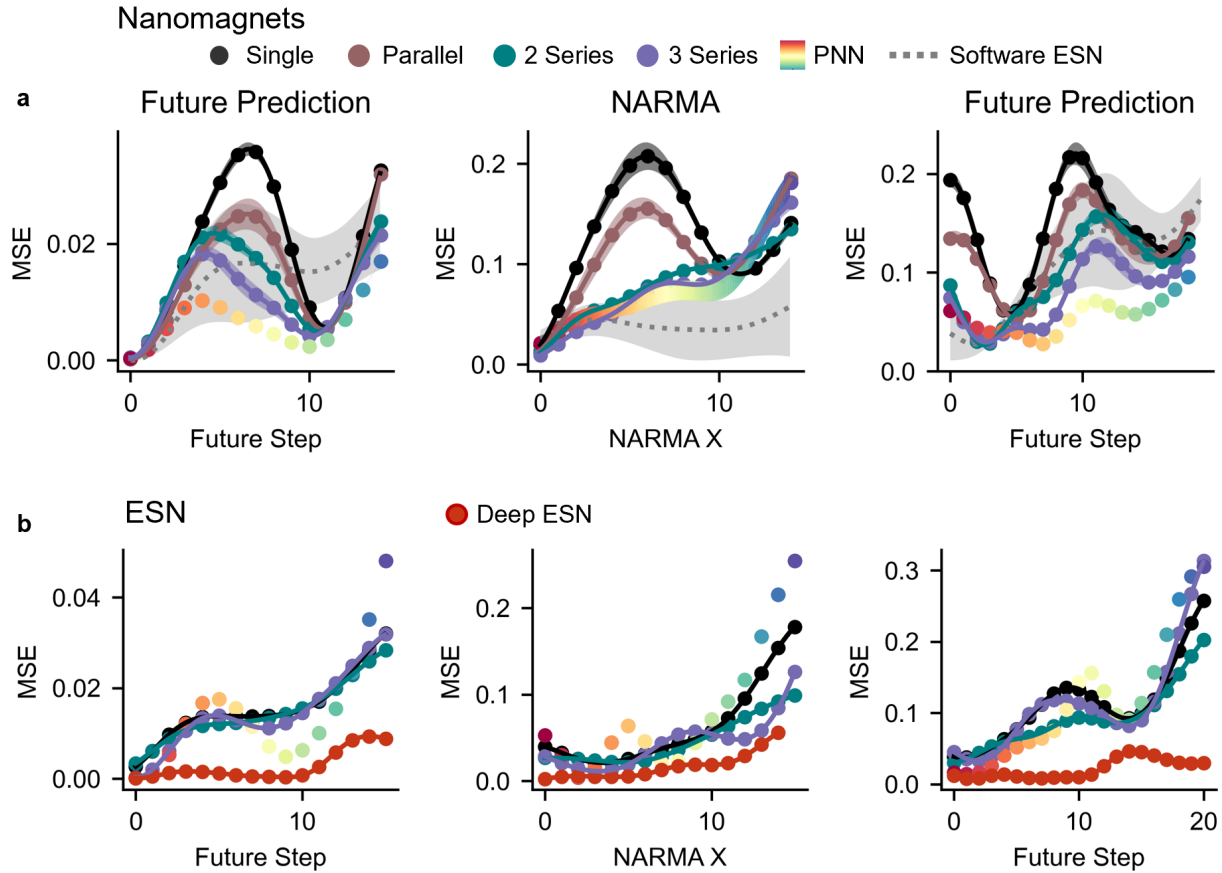 Nanomagnets
Single Parallel 2 Series 3 Series PNN Software ESN
a
Future Prediction NARMA Future Prediction
MSE
0.02
0.00
0 10
Future Step
MSE
0.2
0.1
0.0
0 10
NARMA X
MSE
0.2
0.1
0.0
0 10
Future Step
b
ESN Deep ESN
MSE
0.04
0.02
0.00
0 10
Future Step
MSE
0.2
0.1
0.0
0 10
NARMA X
MSE
0.3
0.2
0.1
0.0
0 10 20
Future Step